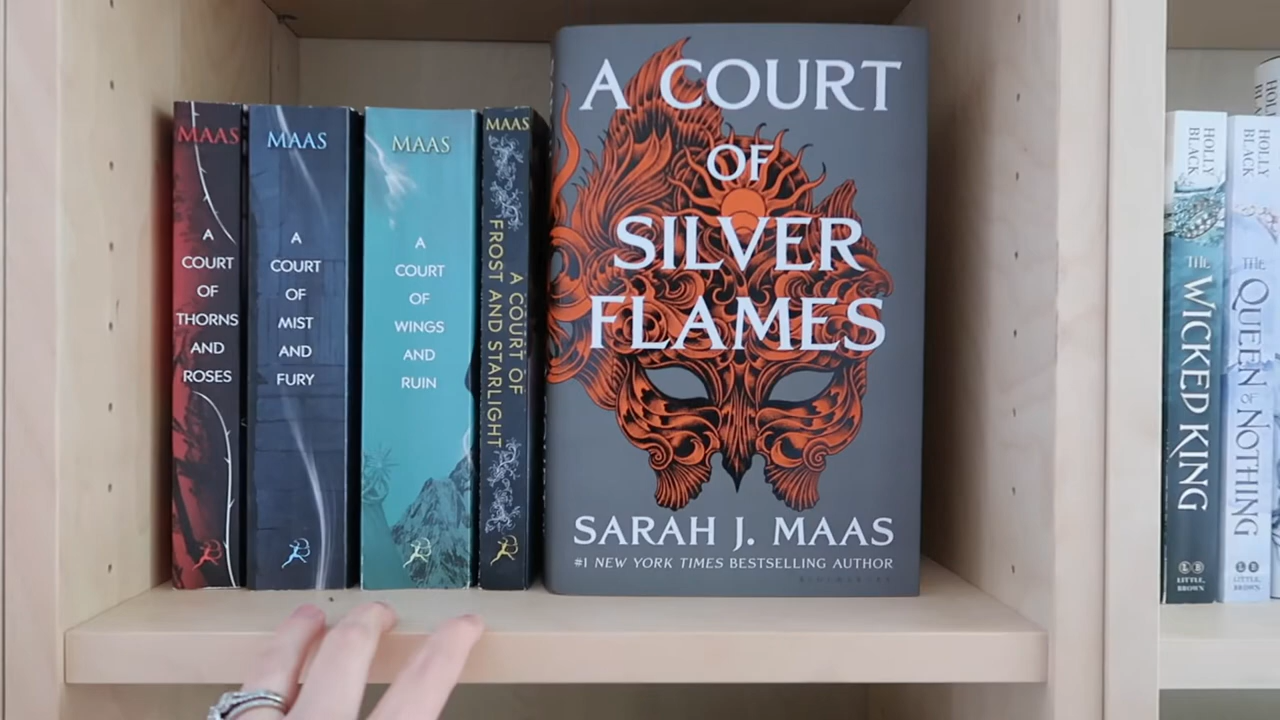 MAAS
A
COURT
OF
THORNS
AND
ROSES
MAAS
A
COURT
OF
MIST
AND
FURY
MAAS
A
COURT
OF
WINGS
AND
RUIN
MAAS
A COURT OF
FROST AND STARLIGHT
A COURT
OF
SILVER
FLAMES
SARAH J. MAAS
#1 NEW YORK TIMES BESTSELLING AUTHOR
BLOOMSBURY
HOLLY
BLACK
THE
WICKED KING
LITTLE,
BROWN
HOLLY
BLACK
THE
QUEEN OF NOTHING
LITTLE,
BROWN